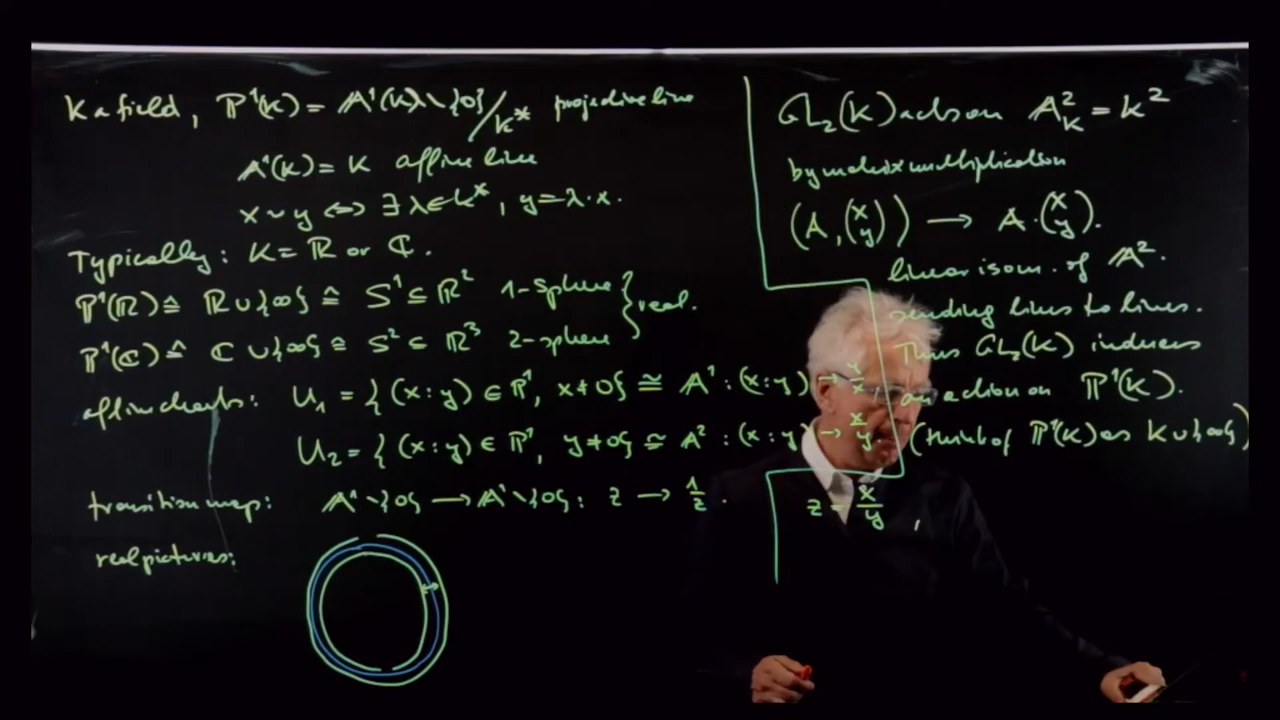 K a field, P¹(K) = A¹(K)∖{0}/K* projective line
A¹(K) = K affine line
x ~ y ⇔ ∃ λ ∈ K*, y = λ·x.
Typically: K = ℝ or ℂ.
P¹(ℝ) ≙ ℝ ∪ {∞} ≙ S¹ ⊆ ℝ² 1-sphere
P¹(ℂ) ≙ ℂ ∪ {∞} ≅ S² ⊂ ℝ³ 2-sphere } real.
affine charts: U₁ = { (x:y) ∈ P¹, x ≠ 0} ≅ A¹ : (x:y) → y/x
U₂ = { (x:y) ∈ P¹, y ≠ 0} ≅ A² : (x:y) → x/y
transition map: A¹∖{0} → A¹∖{0} : z → 1/z .
real pictures:
GL₂(K) acts on A²_K = K²
by matrix multiplication
(A, (x y)) → A·(x y).
linear isom. of A².
sending lines to lines.
Thus GL₂(K) induces
an action on P¹(K).
(think of P¹(K) as K ∪ {∞})
z = x/y ,